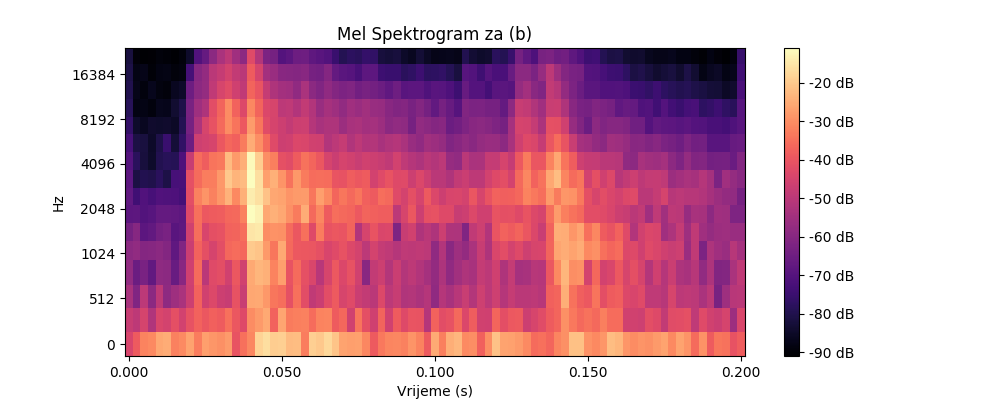 Mel Spektrogram za (b)
16384
8192
4096
2048
1024
512
0
Hz
0.000 0.050 0.100 0.150 0.200
Vrijeme (s)
-20 dB
-30 dB
-40 dB
-50 dB
-60 dB
-70 dB
-80 dB
-90 dB